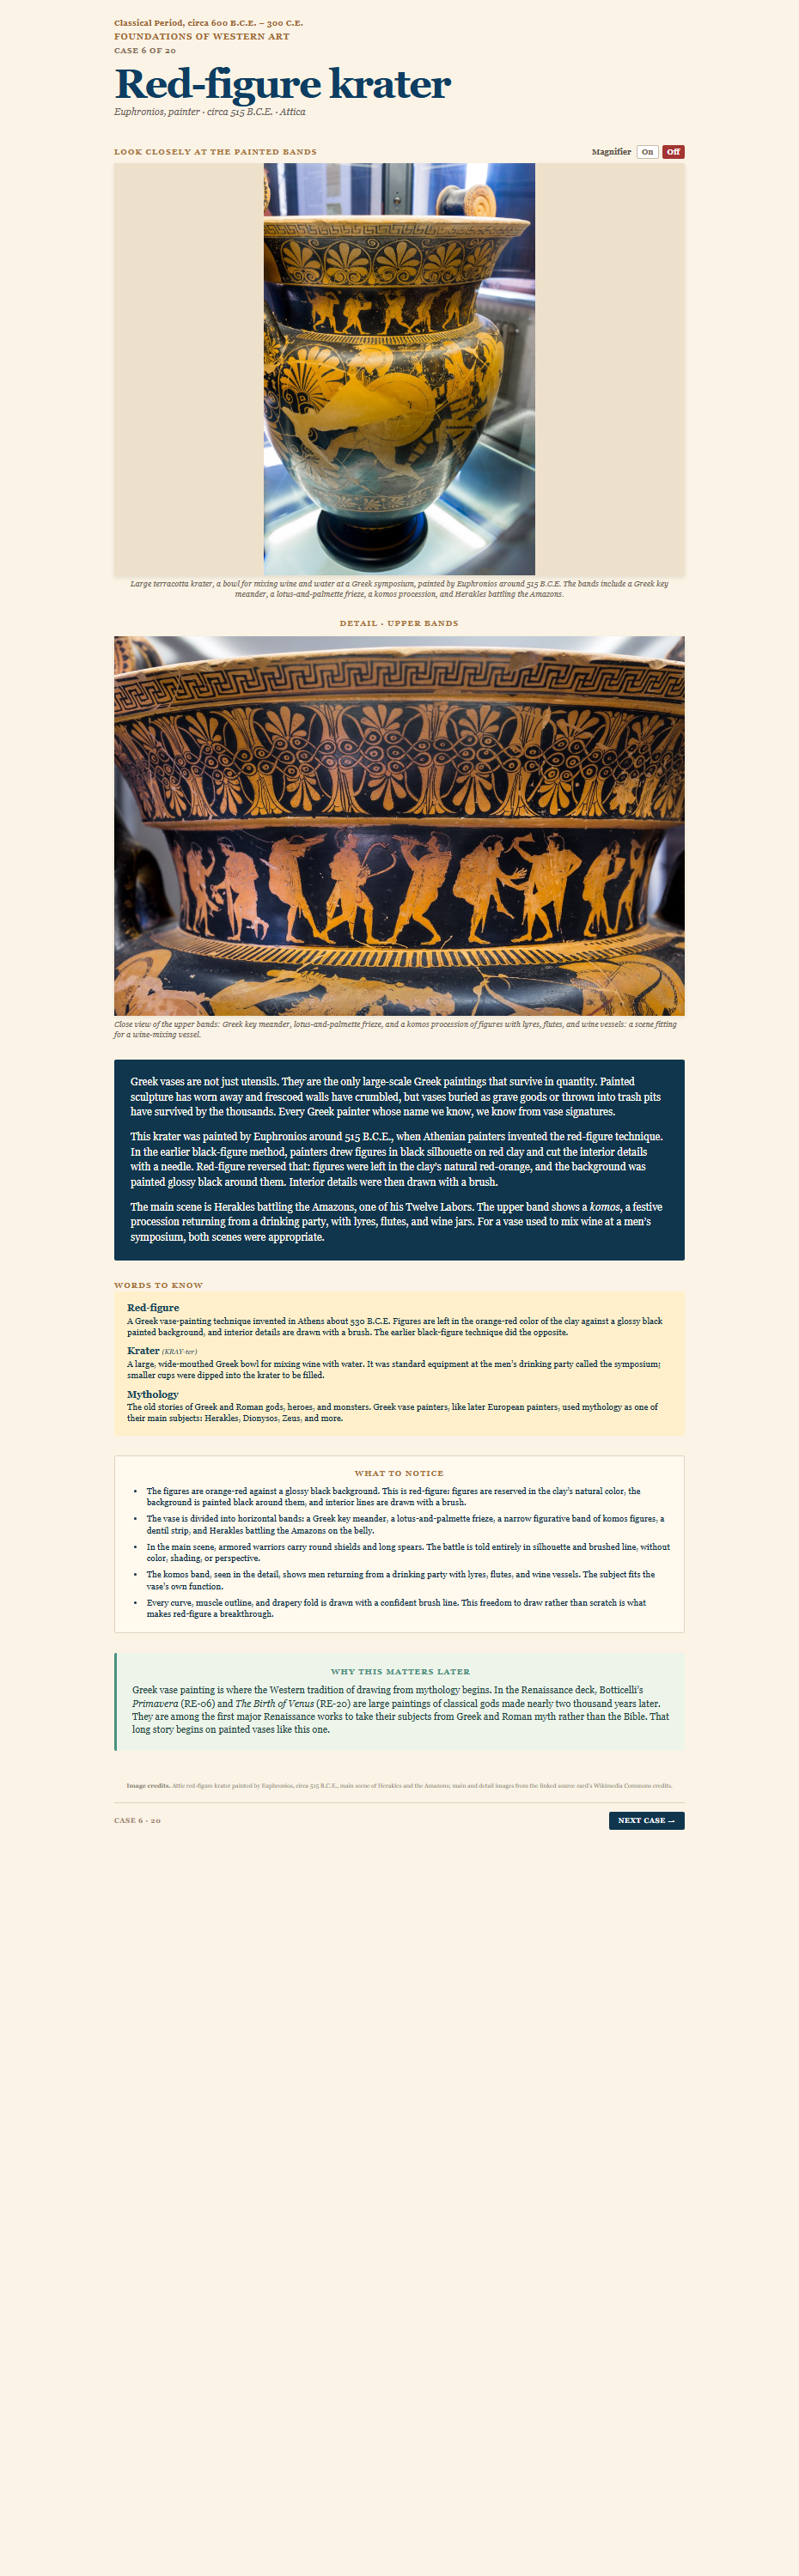 Classical Period, circa 600 B.C.E. – 300 C.E.
FOUNDATIONS OF WESTERN ART
CASE 6 OF 20
Red-figure krater
Euphronios, painter · circa 515 B.C.E. · Attica
LOOK CLOSELY AT THE PAINTED BANDS
Magnifier On Off
Large terracotta krater, a bowl for mixing wine and water at a Greek symposium, painted by Euphronios around 515 B.C.E. The bands include a Greek key
meander, a lotus-and-palmette frieze, a komos procession, and Herakles battling the Amazons.
DETAIL · UPPER BANDS
Close view of the upper bands: Greek key meander, lotus-and-palmette frieze, and a komos procession of figures with lyres, flutes, and wine vessels: a scene fitting
for a wine-mixing vessel.
Greek vases are not just utensils. They are the only large-scale Greek paintings that survive in quantity. Painted
sculpture has worn away and frescoed walls have crumbled, but vases buried as grave goods or thrown into trash pits
have survived by the thousands. Every Greek painter whose name we know, we know from vase signatures.
This krater was painted by Euphronios around 515 B.C.E., when Athenian painters invented the red-figure technique.
In the earlier black-figure method, painters drew figures in black silhouette on red clay and cut the interior details
with a needle. Red-figure reversed that: figures were left in the clay's natural red-orange, and the background was
painted glossy black around them. Interior details were then drawn with a brush.
The main scene is Herakles battling the Amazons, one of his Twelve Labors. The upper band shows a komos, a festive
procession returning from a drinking party, with lyres, flutes, and wine jars. For a vase used to mix wine at a men's
symposium, both scenes were appropriate.
WORDS TO KNOW
Red-figure
A Greek vase-painting technique invented in Athens about 530 B.C.E. Figures are left in the orange-red color of the clay against a glossy black
painted background, and interior details are drawn with a brush. The earlier black-figure technique did the opposite.
Krater (KRAY-ter)
A large, wide-mouthed Greek bowl for mixing wine with water. It was standard equipment at the men's drinking party called the symposium;
smaller cups were dipped into the krater to be filled.
Mythology
The old stories of Greek and Roman gods, heroes, and monsters. Greek vase painters, like later European painters, used mythology as one of
their main subjects: Herakles, Dionysos, Zeus, and more.
WHAT TO NOTICE
• The figures are orange-red against a glossy black background. This is red-figure: figures are reserved in the clay's natural color, the
background is painted black around them, and interior lines are drawn with a brush.
• The vase is divided into horizontal bands: a Greek key meander, a lotus-and-palmette frieze, a narrow figurative band of komos figures, a
dentil strip, and Herakles battling the Amazons on the belly.
• In the main scene, armored warriors carry round shields and long spears. The battle is told entirely in silhouette and brushed line, without
color, shading, or perspective.
• The komos band, seen in the detail, shows men returning from a drinking party with lyres, flutes, and wine vessels. The subject fits the
vase's own function.
• Every curve, muscle outline, and drapery fold is drawn with a confident brush line. This freedom to draw rather than scratch is what
makes red-figure a breakthrough.
WHY THIS MATTERS LATER
Greek vase painting is where the Western tradition of drawing from mythology begins. In the Renaissance deck, Botticelli's
Primavera (RE-06) and The Birth of Venus (RE-20) are large paintings of classical gods made nearly two thousand years later.
They are among the first major Renaissance works to take their subjects from Greek and Roman myth rather than the Bible. That
long story begins on painted vases like this one.
Image credits. Attic red-figure krater painted by Euphronios, circa 515 B.C.E., main scene of Herakles and the Amazons; main and detail images from the linked source card's Wikimedia Commons credits.
CASE 6 · 20
NEXT CASE →